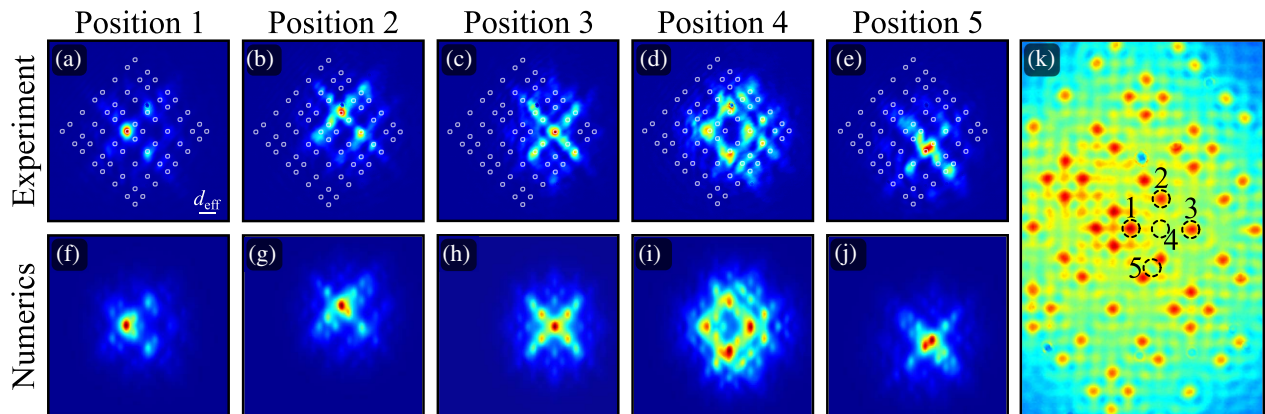 Position 1 Position 2 Position 3 Position 4 Position 5
Experiment
(a) (b) (c) (d) (e) (k)
d_eff
Numerics
(f) (g) (h) (i) (j)
2
1 3
4
5